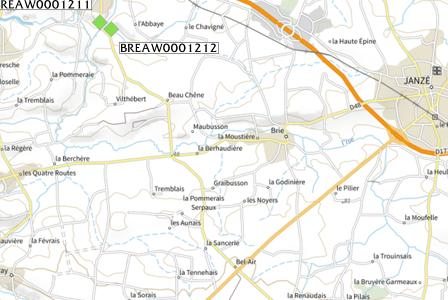 REAW0001211
BREAW0001212
l'Abbaye
le Chavigné
la Haute Épine
la Pommeraie
JANZÉ
la Tremblais
Vilthébert
Beau Chêne
D48
Maubusson
la Moustière
Brie
la Règère
la Berhaudière
l'Ise
Berchère
les Quatre Routes
D48
Tremblais
Graibusson
la Godinière
le Pilier
la Pommerais
Serpaux
les Noyers
les Aunais
la Moufelle
la Févrais
la Sancerie
la Trouinsais
Bel-Air
la Tennehais
la Bruyère Garmeaux
la Sorais
la Renaudais
la Pilais